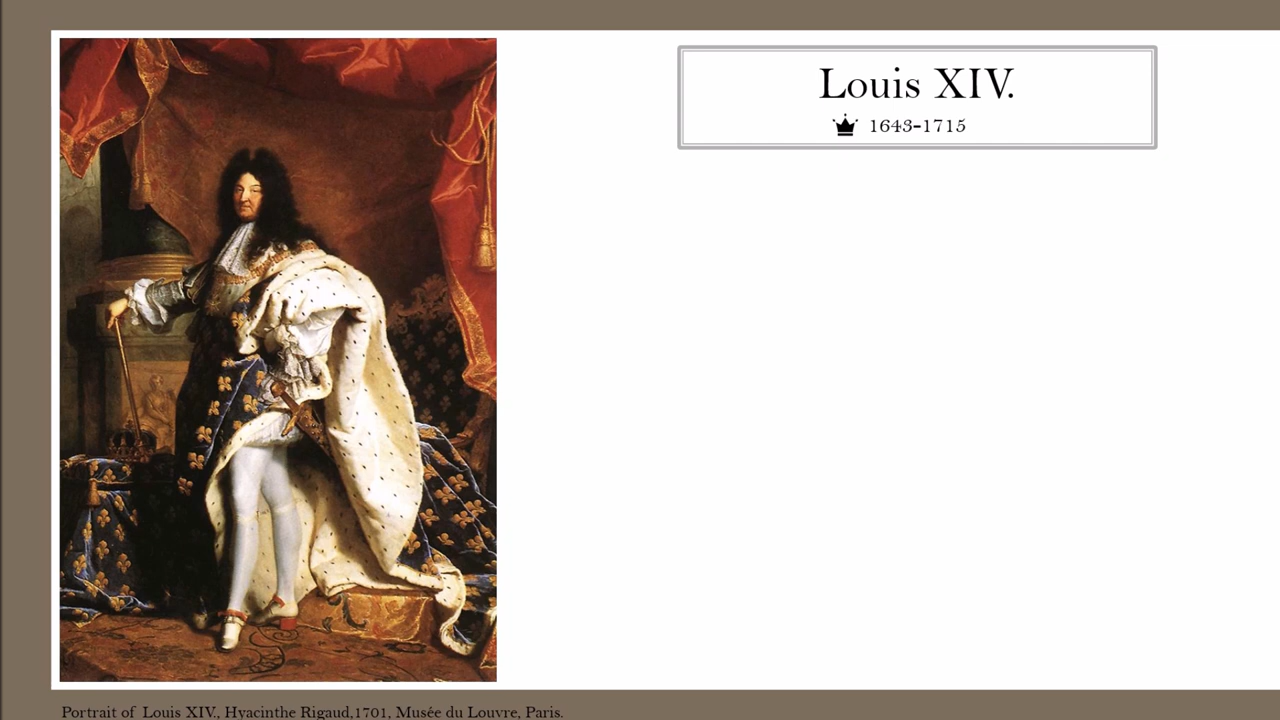 Louis XIV.
1643-1715
Portrait of Louis XIV., Hyacinthe Rigaud,1701, Musée du Louvre, Paris.